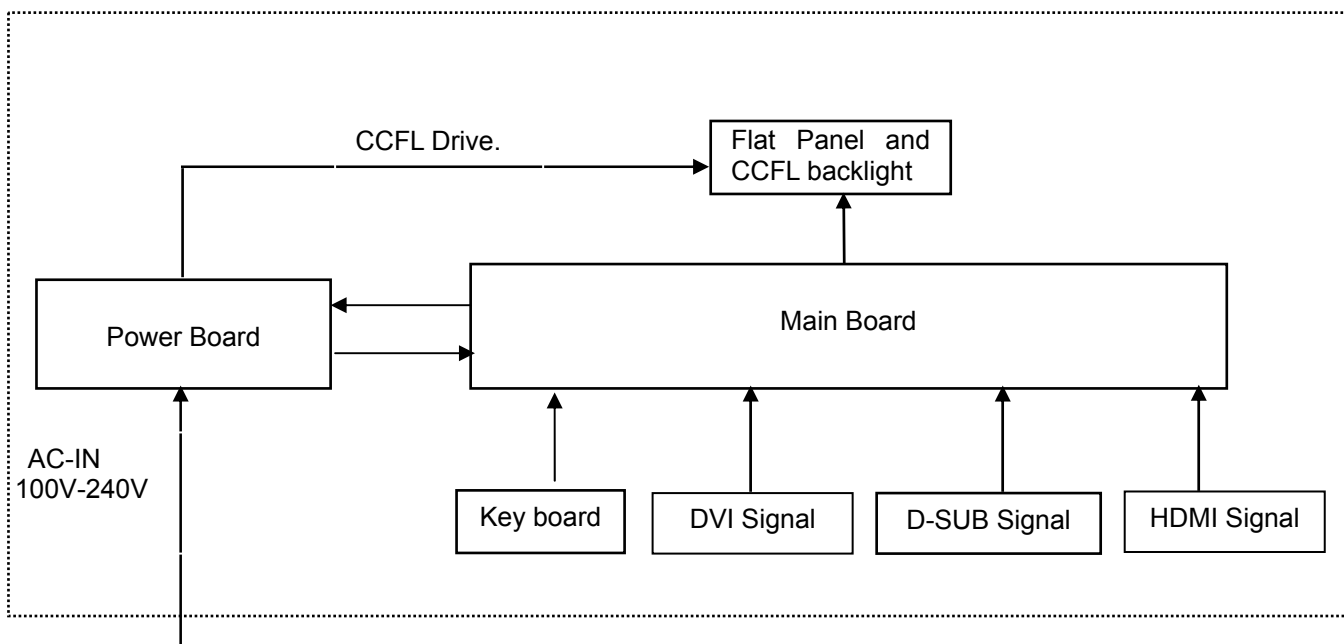 CCFL Drive.
Flat Panel and
CCFL backlight
Power Board
Main Board
AC-IN
100V-240V
Key board
DVI Signal
D-SUB Signal
HDMI Signal